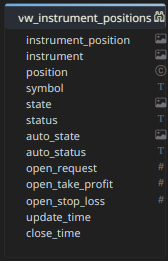 vw_instrument_positions
instrument_position
instrument
position
symbol
state
status
auto_state
auto_status
open_request
open_take_profit
open_stop_loss
update_time
close_time